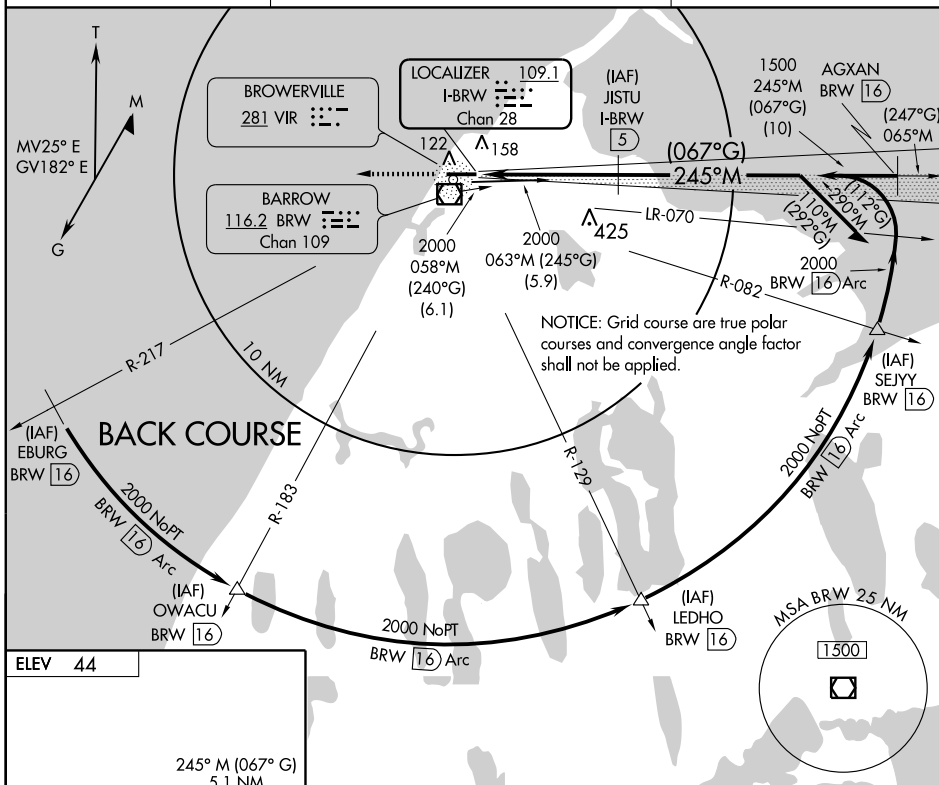 T
M
MV25° E
GV182° E
G
BROWERVILLE
281 VIR
LOCALIZER 109.1
I-BRW
Chan 28
(IAF)
JISTU
I-BRW
5
1500
245°M
(067°G)
(10)
AGXAN
BRW 16
(247°G)
065°M
122
158
(067°G)
245°M
BARROW
116.2 BRW
Chan 109
425
LR-070
110°M
(292°G)
290°M
(112°G)
2000
058°M
(240°G)
(6.1)
2000
063°M (245°G)
(5.9)
2000
BRW 16 Arc
R-082
NOTICE: Grid course are true polar
courses and convergence angle factor
shall not be applied.
R-217
10 NM
(IAF)
SEJYY
BRW 16
BACK COURSE
(IAF)
EBURG
BRW 16
R-183
R-129
2000 NoPT
BRW 16 Arc
2000 NoPT
BRW 16 Arc
(IAF)
OWACU
BRW 16
2000 NoPT
BRW 16 Arc
(IAF)
LEDHO
BRW 16
MSA BRW 25 NM
1500
ELEV 44
245° M (067° G)
5.1 NM